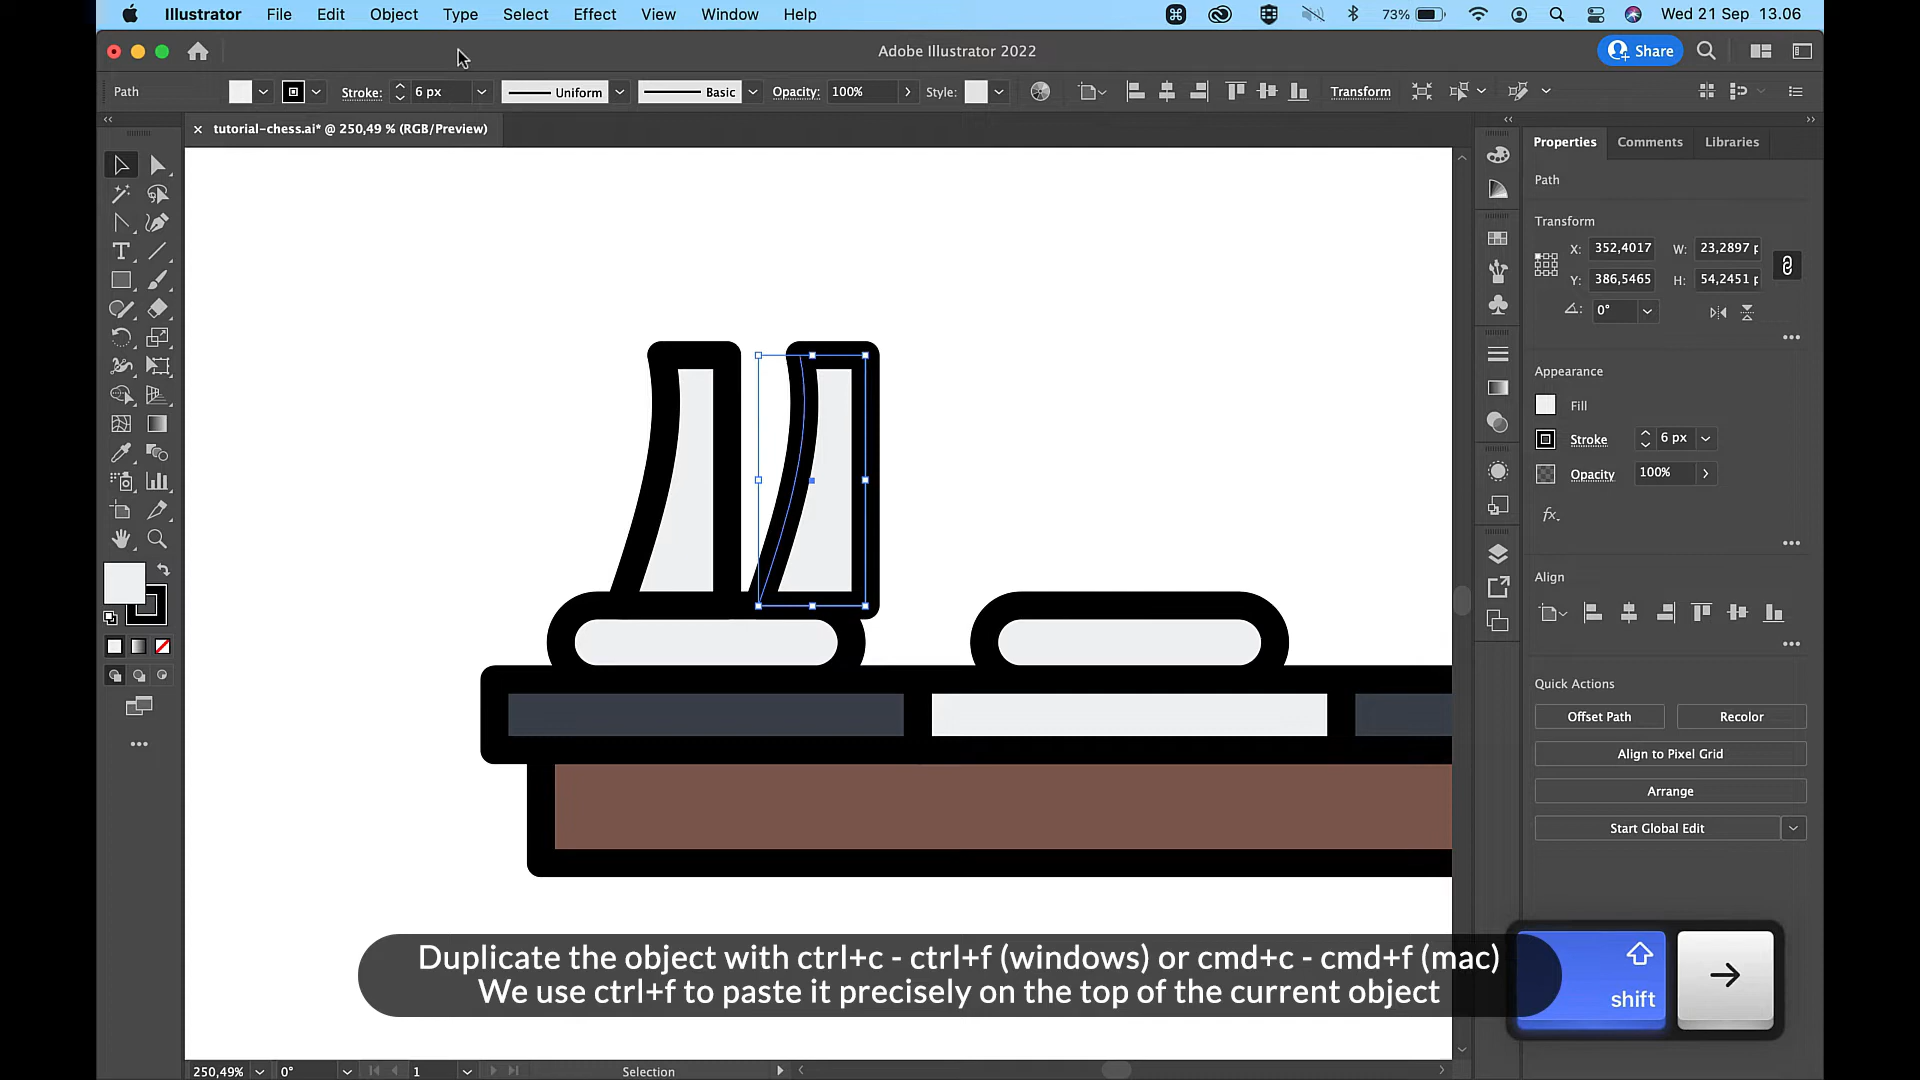 Illustrator File Edit Object Type Select Effect View Window Help 73% Wed 21 Sep 13.06
Adobe Illustrator 2022
Share
Path Stroke: 6 px Uniform Basic Opacity: 100% Style: Transform
tutorial-chess.ai* @ 250,49 % (RGB/Preview)
Properties Comments Libraries
Path
Transform
X: 352,4017 W: 23,2897 p
Y: 386,5465 H: 54,2451 p
0°
Appearance
Fill
Stroke 6 px
Opacity 100%
fx.
Align
Quick Actions
Offset Path Recolor
Align to Pixel Grid
Arrange
Start Global Edit
Duplicate the object with ctrl+c - ctrl+f (windows) or cmd+c - cmd+f (mac)
We use ctrl+f to paste it precisely on the top of the current object
shift
250,49% 0° 1 Selection